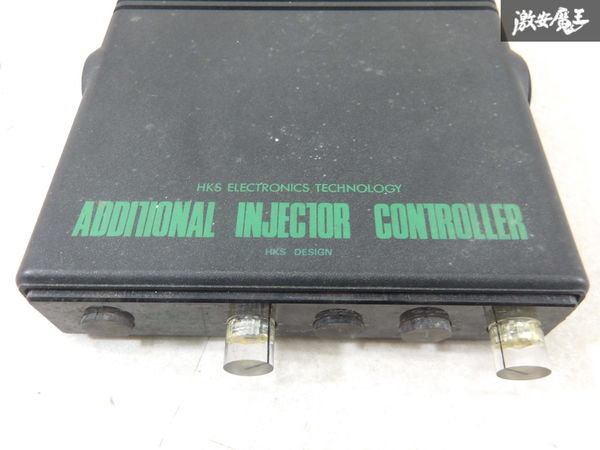 激安魔王
HKS ELECTRONICS TECHNOLOGY
ADDITIONAL INJECTOR CONTROLLER
HKS DESIGN